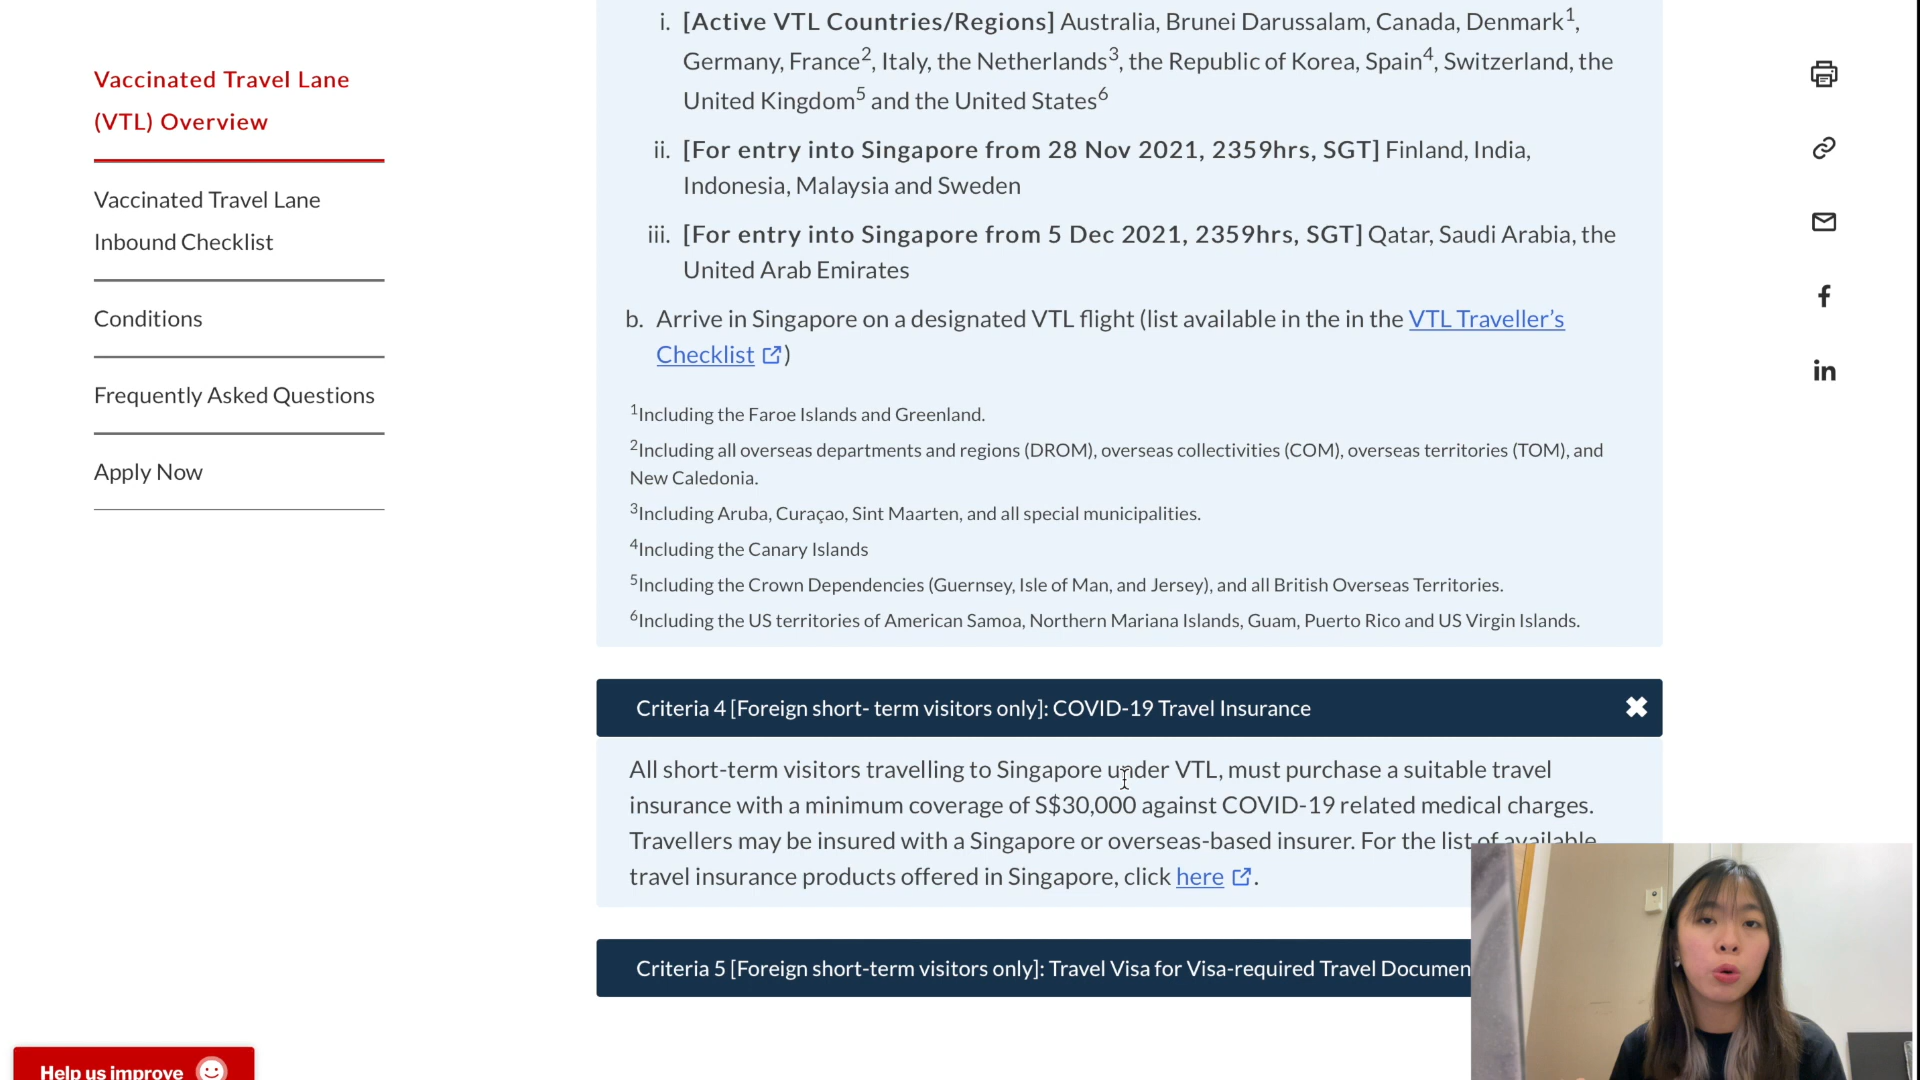 Vaccinated Travel Lane
(VTL) Overview
Vaccinated Travel Lane
Inbound Checklist
Conditions
Frequently Asked Questions
Apply Now
i. [Active VTL Countries/Regions] Australia, Brunei Darussalam, Canada, Denmark1,
Germany, France2, Italy, the Netherlands3, the Republic of Korea, Spain4, Switzerland, the
United Kingdom5 and the United States6
ii. [For entry into Singapore from 28 Nov 2021, 2359hrs, SGT] Finland, India,
Indonesia, Malaysia and Sweden
iii. [For entry into Singapore from 5 Dec 2021, 2359hrs, SGT] Qatar, Saudi Arabia, the
United Arab Emirates
b. Arrive in Singapore on a designated VTL flight (list available in the in the VTL Traveller’s
Checklist)
1Including the Faroe Islands and Greenland.
2Including all overseas departments and regions (DROM), overseas collectivities (COM), overseas territories (TOM), and
New Caledonia.
3Including Aruba, Curaçao, Sint Maarten, and all special municipalities.
4Including the Canary Islands
5Including the Crown Dependencies (Guernsey, Isle of Man, and Jersey), and all British Overseas Territories.
6Including the US territories of American Samoa, Northern Mariana Islands, Guam, Puerto Rico and US Virgin Islands.
Criteria 4 [Foreign short- term visitors only]: COVID-19 Travel Insurance
All short-term visitors travelling to Singapore under VTL, must purchase a suitable travel
insurance with a minimum coverage of S$30,000 against COVID-19 related medical charges.
Travellers may be insured with a Singapore or overseas-based insurer. For the list of available
travel insurance products offered in Singapore, click here.
Criteria 5 [Foreign short-term visitors only]: Travel Visa for Visa-required Travel Documen
Help us improve